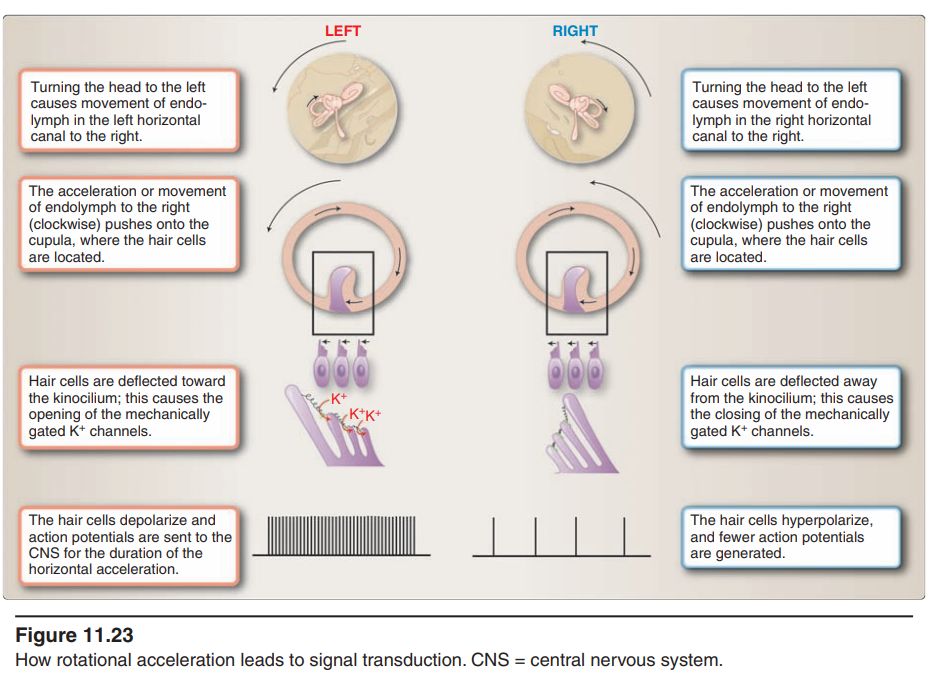 LEFT
RIGHT
Turning the head to the left
causes movement of endo-
lymph in the left horizontal
canal to the right.
Turning the head to the left
causes movement of endo-
lymph in the right horizontal
canal to the right.
The acceleration or movement
of endolymph to the right
(clockwise) pushes onto the
cupula, where the hair cells
are located.
The acceleration or movement
of endolymph to the right
(clockwise) pushes onto the
cupula, where the hair cells
are located.
Hair cells are deflected toward
the kinocilium; this causes the
opening of the mechanically
gated K⁺ channels.
K⁺
K⁺K⁺
Hair cells are deflected away
from the kinocilium; this causes
the closing of the mechanically
gated K⁺ channels.
The hair cells depolarize and
action potentials are sent to the
CNS for the duration of the
horizontal acceleration.
The hair cells hyperpolarize,
and fewer action potentials
are generated.
Figure 11.23
How rotational acceleration leads to signal transduction. CNS = central nervous system.